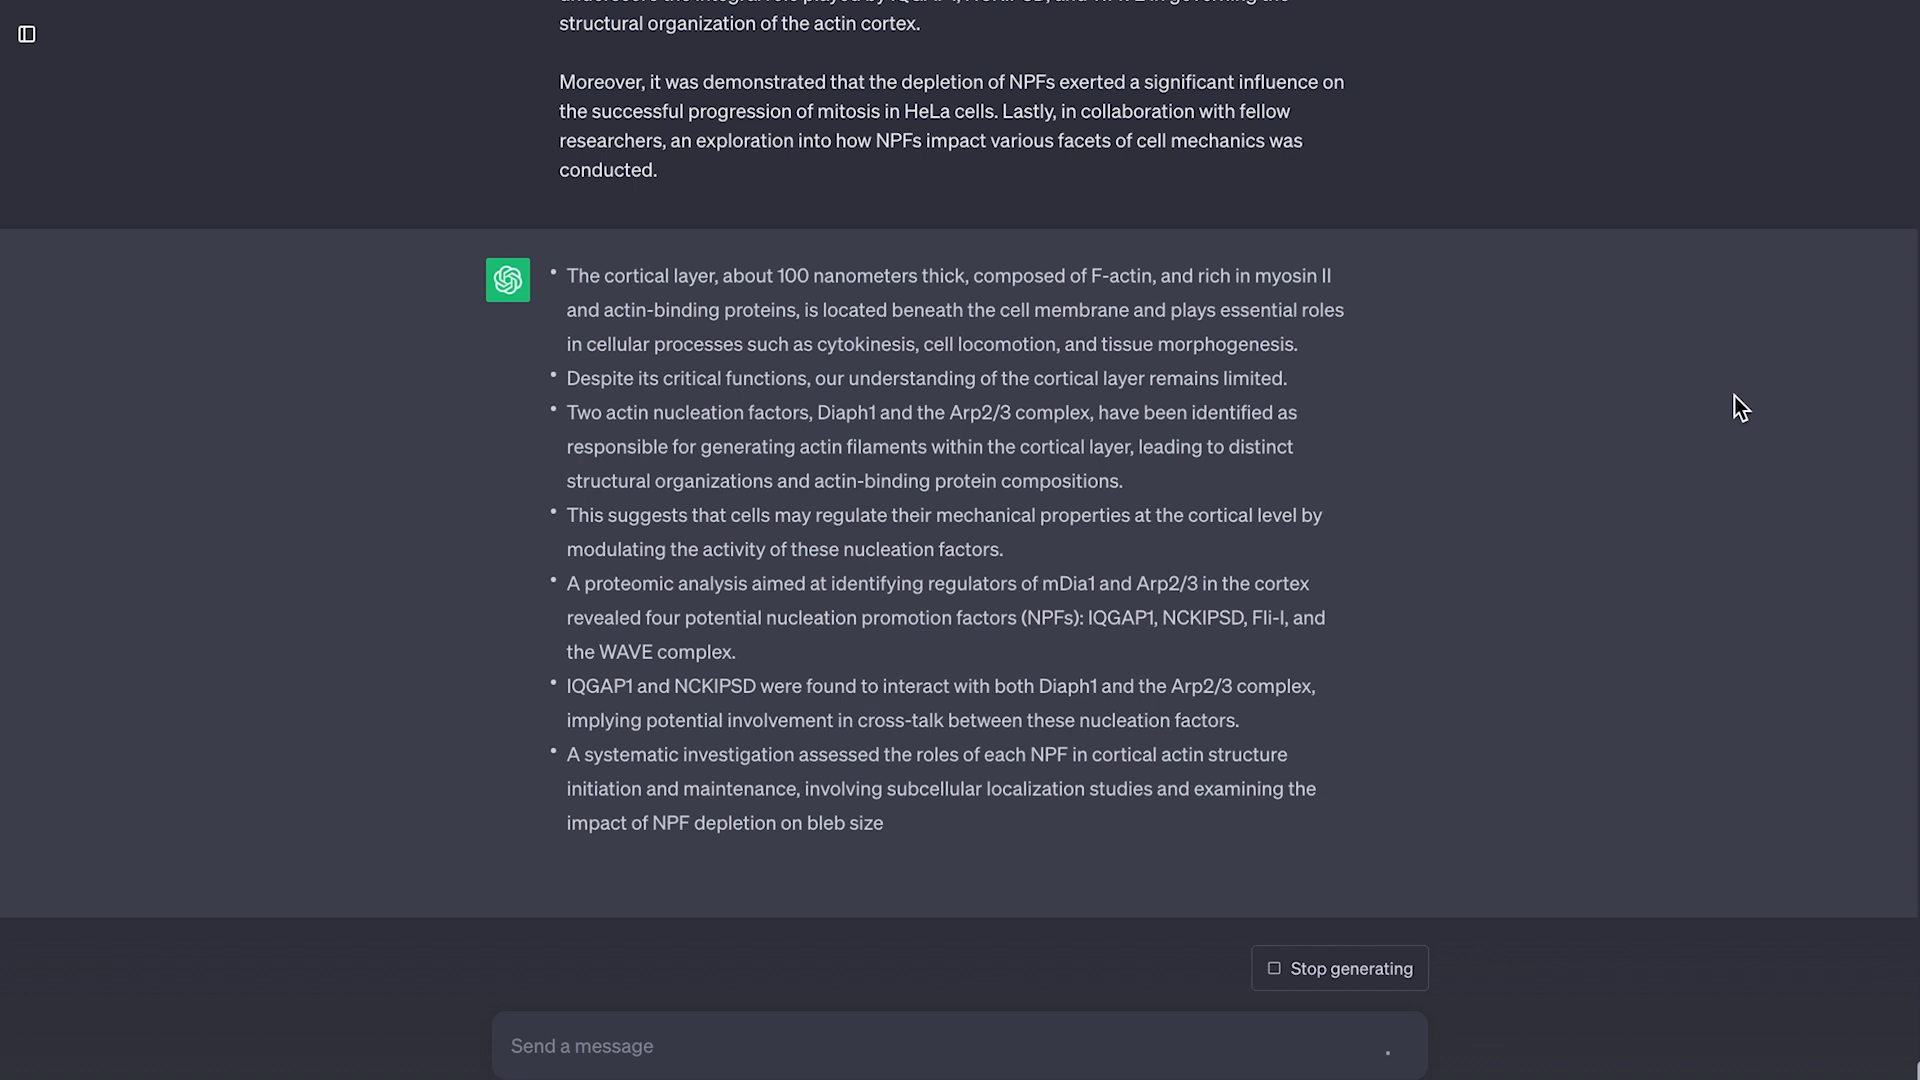 structural organization of the actin cortex.
Moreover, it was demonstrated that the depletion of NPFs exerted a significant influence on
the successful progression of mitosis in HeLa cells. Lastly, in collaboration with fellow
researchers, an exploration into how NPFs impact various facets of cell mechanics was
conducted.
• The cortical layer, about 100 nanometers thick, composed of F-actin, and rich in myosin II
and actin-binding proteins, is located beneath the cell membrane and plays essential roles
in cellular processes such as cytokinesis, cell locomotion, and tissue morphogenesis.
• Despite its critical functions, our understanding of the cortical layer remains limited.
• Two actin nucleation factors, Diaph1 and the Arp2/3 complex, have been identified as
responsible for generating actin filaments within the cortical layer, leading to distinct
structural organizations and actin-binding protein compositions.
• This suggests that cells may regulate their mechanical properties at the cortical level by
modulating the activity of these nucleation factors.
• A proteomic analysis aimed at identifying regulators of mDia1 and Arp2/3 in the cortex
revealed four potential nucleation promotion factors (NPFs): IQGAP1, NCKIPSD, Fli-I, and
the WAVE complex.
• IQGAP1 and NCKIPSD were found to interact with both Diaph1 and the Arp2/3 complex,
implying potential involvement in cross-talk between these nucleation factors.
• A systematic investigation assessed the roles of each NPF in cortical actin structure
initiation and maintenance, involving subcellular localization studies and examining the
impact of NPF depletion on bleb size
Stop generating
Send a message